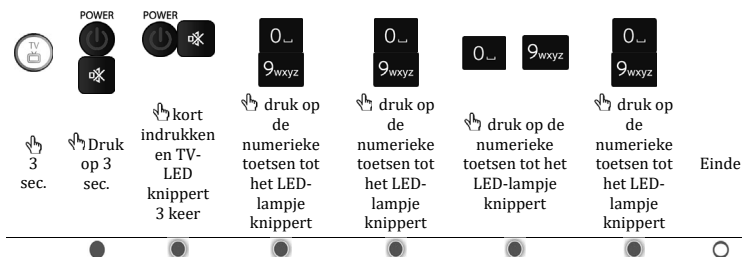 POWER
POWER
TV
0
9wxyz
0
9wxyz
0
9wxyz
0
9wxyz
3
sec.
Druk
op 3
sec.
kort
indrukken
en TV-
LED
knippert
3 keer
druk op
de
numerieke
toetsen tot
het LED-
lampje
knippert
druk op
de
numerieke
toetsen tot
het LED-
lampje
knippert
druk op de
numerieke
toetsen tot het
LED-lampje
knippert
druk op
de
numerieke
toetsen tot
het LED-
lampje
knippert
Einde